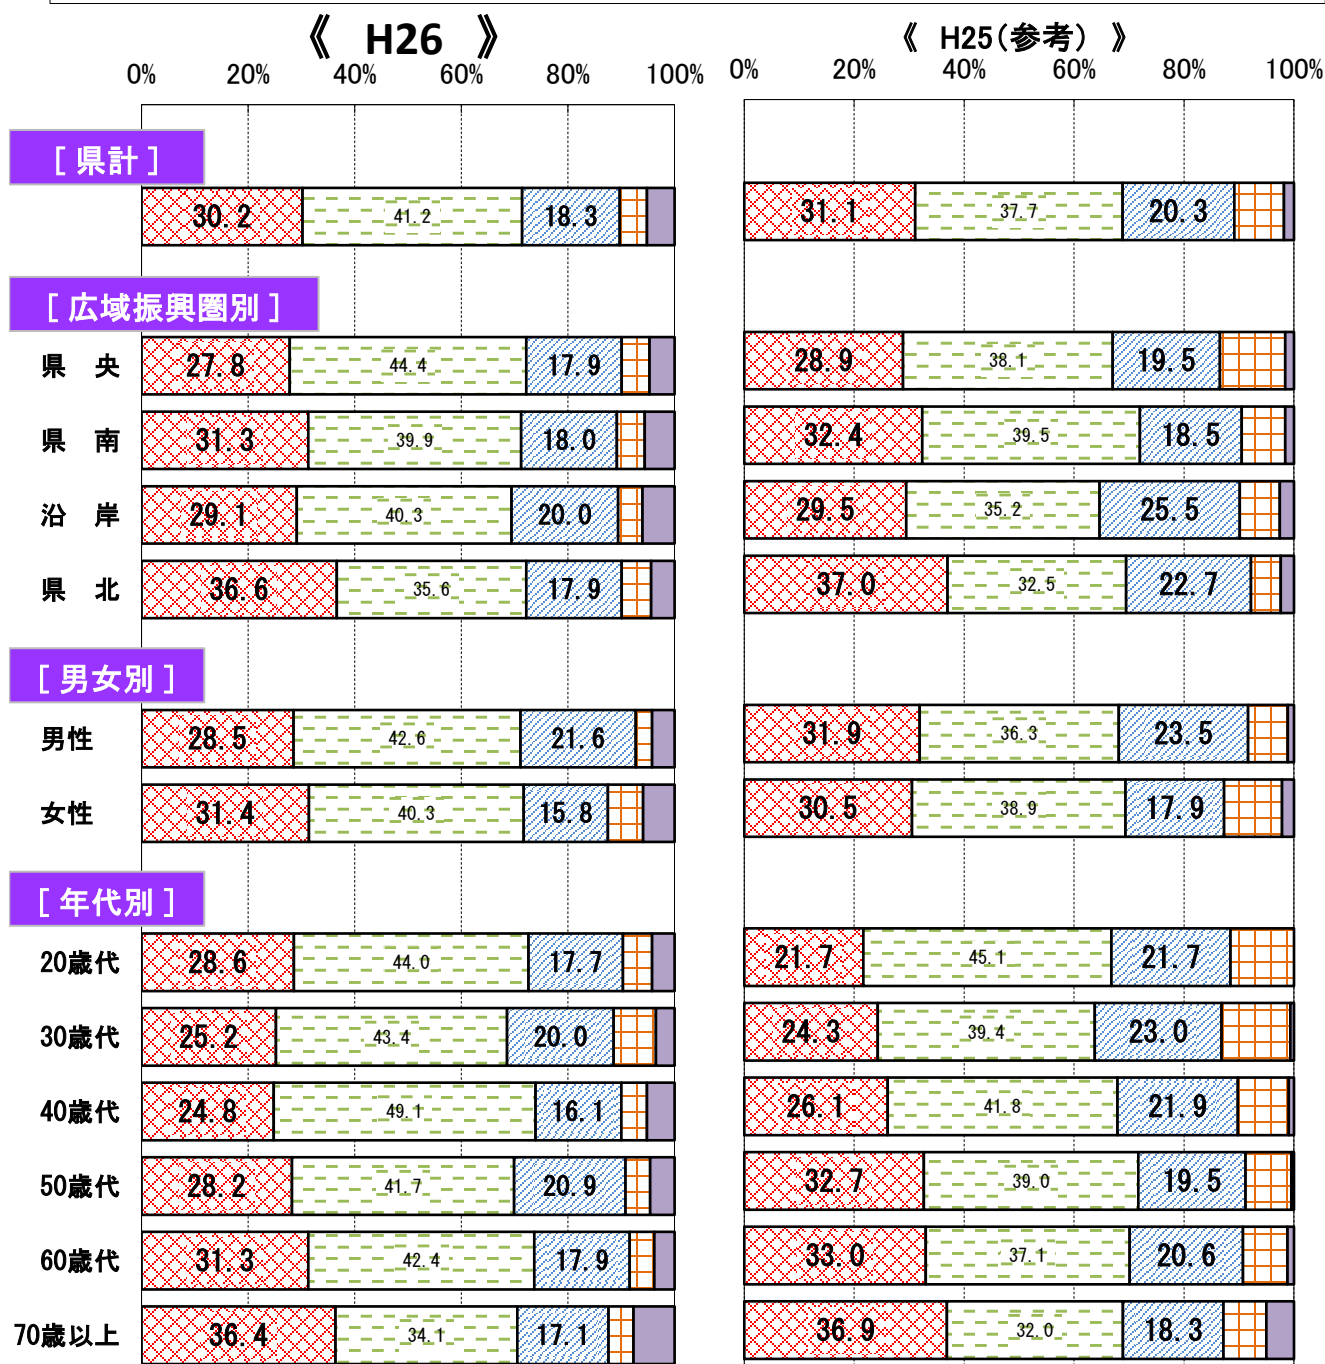 《 H26 》 《 H25(参考) 》
0% 20% 40% 60% 80% 100% 0% 20% 40% 60% 80% 100%
[ 県計 ]
30.2 41.2 18.3 31.1 37.7 20.3
[ 広域振興圏別 ]
県 央 27.8 44.4 17.9 28.9 38.1 19.5
県 南 31.3 39.9 18.0 32.4 39.5 18.5
沿 岸 29.1 40.3 20.0 29.5 35.2 25.5
県 北 36.6 35.6 17.9 37.0 32.5 22.7
[ 男女別 ]
男性 28.5 42.6 21.6 31.9 36.3 23.5
女性 31.4 40.3 15.8 30.5 38.9 17.9
[ 年代別 ]
20歳代 28.6 44.0 17.7 21.7 45.1 21.7
30歳代 25.2 43.4 20.0 24.3 39.4 23.0
40歳代 24.8 49.1 16.1 26.1 41.8 21.9
50歳代 28.2 41.7 20.9 32.7 39.0 19.5
60歳代 31.3 42.4 17.9 33.0 37.1 20.6
70歳以上 36.4 34.1 17.1 36.9 32.0 18.3